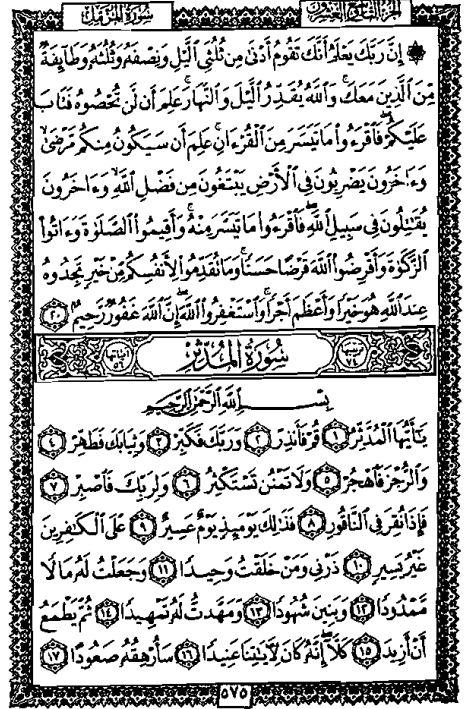 الجزء التاسع والعشرون
سورة المزمل
۞ إِنَّ رَبَّكَ يَعْلَمُ أَنَّكَ تَقُومُ أَدْنَىٰ مِن ثُلُثَيِ ٱلَّيْلِ وَنِصْفَهُۥ وَثُلُثَهُۥ وَطَآئِفَةٌ
مِّنَ ٱلَّذِينَ مَعَكَ ۚ وَٱللَّهُ يُقَدِّرُ ٱلَّيْلَ وَٱلنَّهَارَ ۚ عَلِمَ أَن لَّن تُحْصُوهُ فَتَابَ
عَلَيْكُمْ ۖ فَٱقْرَءُوا۟ مَا تَيَسَّرَ مِنَ ٱلْقُرْءَانِ ۚ عَلِمَ أَن سَيَكُونُ مِنكُم مَّرْضَىٰ ۙ
وَءَاخَرُونَ يَضْرِبُونَ فِى ٱلْأَرْضِ يَبْتَغُونَ مِن فَضْلِ ٱللَّهِ ۙ وَءَاخَرُونَ
يُقَٰتِلُونَ فِى سَبِيلِ ٱللَّهِ ۖ فَٱقْرَءُوا۟ مَا تَيَسَّرَ مِنْهُ ۚ وَأَقِيمُوا۟ ٱلصَّلَوٰةَ وَءَاتُوا۟
ٱلزَّكَوٰةَ وَأَقْرِضُوا۟ ٱللَّهَ قَرْضًا حَسَنًا ۚ وَمَا تُقَدِّمُوا۟ لِأَنفُسِكُم مِّنْ خَيْرٍ تَجِدُوهُ
عِندَ ٱللَّهِ هُوَ خَيْرًا وَأَعْظَمَ أَجْرًا ۚ وَٱسْتَغْفِرُوا۟ ٱللَّهَ ۖ إِنَّ ٱللَّهَ غَفُورٌ رَّحِيمٌۢ ٢٠
ترتيبها ٧٤ سُورَةُ المُدَّثِّرِ آياتها ٥٦
بِسْمِ ٱللَّهِ ٱلرَّحْمَٰنِ ٱلرَّحِيمِ
يَٰٓأَيُّهَا ٱلْمُدَّثِّرُ ١ قُمْ فَأَنذِرْ ٢ وَرَبَّكَ فَكَبِّرْ ٣ وَثِيَابَكَ فَطَهِّرْ ٤
وَٱلرُّجْزَ فَٱهْجُرْ ٥ وَلَا تَمْنُن تَسْتَكْثِرُ ٦ وَلِرَبِّكَ فَٱصْبِرْ ٧
فَإِذَا نُقِرَ فِى ٱلنَّاقُورِ ٨ فَذَٰلِكَ يَوْمَئِذٍ يَوْمٌ عَسِيرٌ ٩ عَلَى ٱلْكَٰفِرِينَ
غَيْرُ يَسِيرٍ ١٠ ذَرْنِى وَمَنْ خَلَقْتُ وَحِيدًا ١١ وَجَعَلْتُ لَهُۥ مَالًا
مَّمْدُودًا ١٢ وَبَنِينَ شُهُودًا ١٣ وَمَهَّدتُّ لَهُۥ تَمْهِيدًا ١٤ ثُمَّ يَطْمَعُ
أَنْ أَزِيدَ ١٥ كَلَّآ ۖ إِنَّهُۥ كَانَ لِءَايَٰتِنَا عَنِيدًا ١٦ سَأُرْهِقُهُۥ صَعُودًا ١٧
٥٧٥